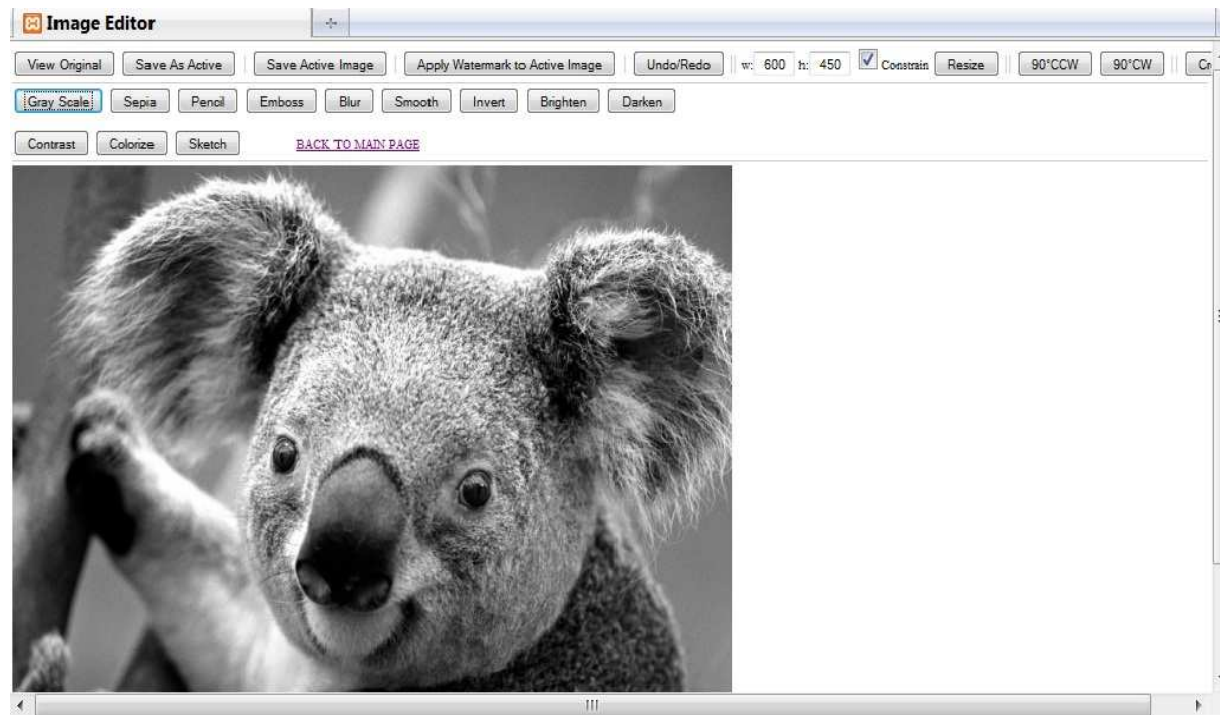 Image Editor
View Original Save As Active Save Active Image Apply Watermark to Active Image Undo/Redo w: 600 h: 450 Constrain Resize 90°CCW 90°CW
Gray Scale Sepia Pencil Emboss Blur Smooth Invert Brighten Darken
Contrast Colorize Sketch BACK TO MAIN PAGE